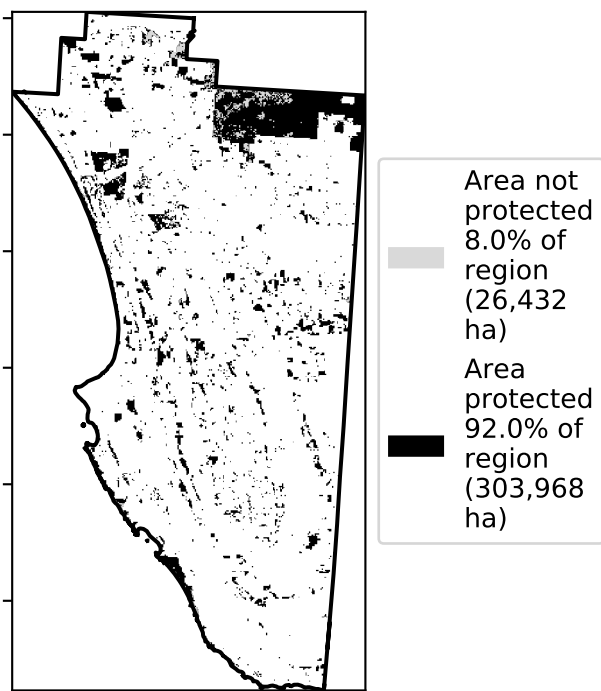 Area not
protected
8.0% of
region
(26,432
ha)
Area
protected
92.0% of
region
(303,968
ha)